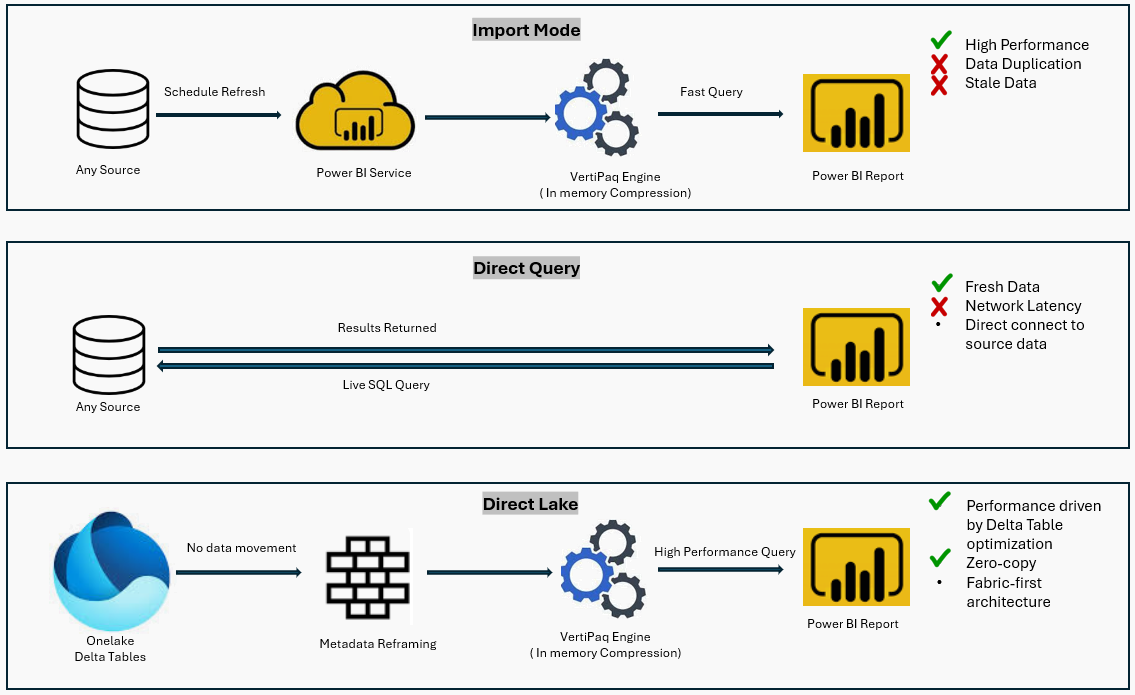 Import Mode
Schedule Refresh
Any Source
Power BI Service
VertiPaq Engine
( In memory Compression)
Fast Query
Power BI Report
High Performance
Data Duplication
Stale Data
Direct Query
Results Returned
Live SQL Query
Any Source
Power BI Report
Fresh Data
Network Latency
• Direct connect to
source data
Direct Lake
No data movement
Onelake
Delta Tables
Metadata Reframing
VertiPaq Engine
( In memory Compression)
High Performance Query
Power BI Report
Performance driven
by Delta Table
optimization
Zero-copy
• Fabric-first
architecture